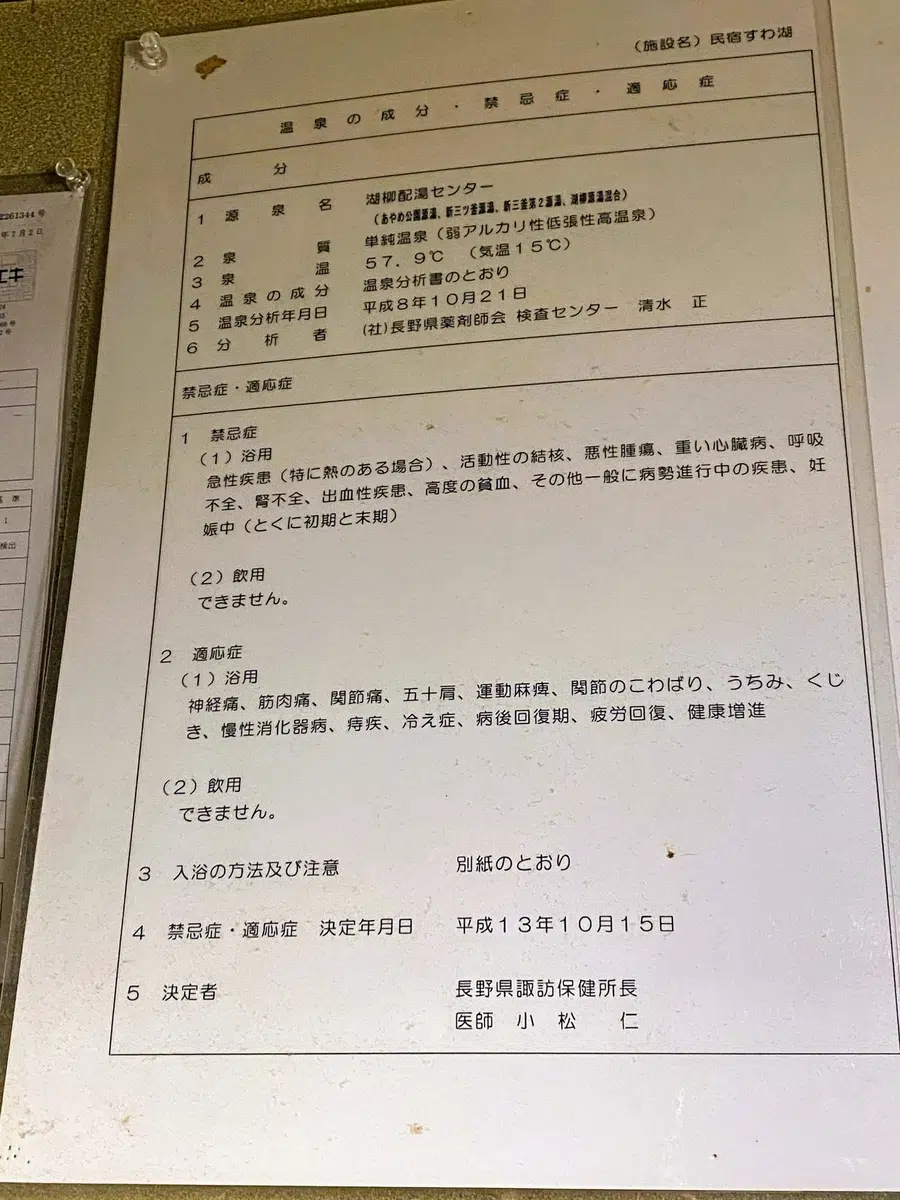 2261344号
年7月2日
エキ
基準
1
検出
（施設名）民宿すわ湖
温泉の成分・禁忌症・適応症
成分
1 源泉名 湖柳配湯センター
（あやめ公園源湯、新三ツ釜源湯、新三釜第２源湯、湖柳源湯混合）
2 泉質 単純温泉（弱アルカリ性低張性高温泉）
3 泉温 57．9℃ （気温15℃）
4 温泉の成分 温泉分析書のとおり
5 温泉分析年月日 平成8年10月21日
6 分析者 (社)長野県薬剤師会 検査センター 清水 正
禁忌症・適応症
1 禁忌症
（1）浴用
急性疾患（特に熱のある場合）、活動性の結核、悪性腫瘍、重い心臓病、呼吸
不全、腎不全、出血性疾患、高度の貧血、その他一般に病勢進行中の疾患、妊
娠中（とくに初期と末期）
（2）飲用
できません。
2 適応症
（1）浴用
神経痛、筋肉痛、関節痛、五十肩、運動麻痺、関節のこわばり、うちみ、くじ
き、慢性消化器病、痔疾、冷え症、病後回復期、疲労回復、健康増進
（2）飲用
できません。
3 入浴の方法及び注意 別紙のとおり
4 禁忌症・適応症 決定年月日 平成13年10月15日
5 決定者 長野県諏訪保健所長
医師 小松 仁